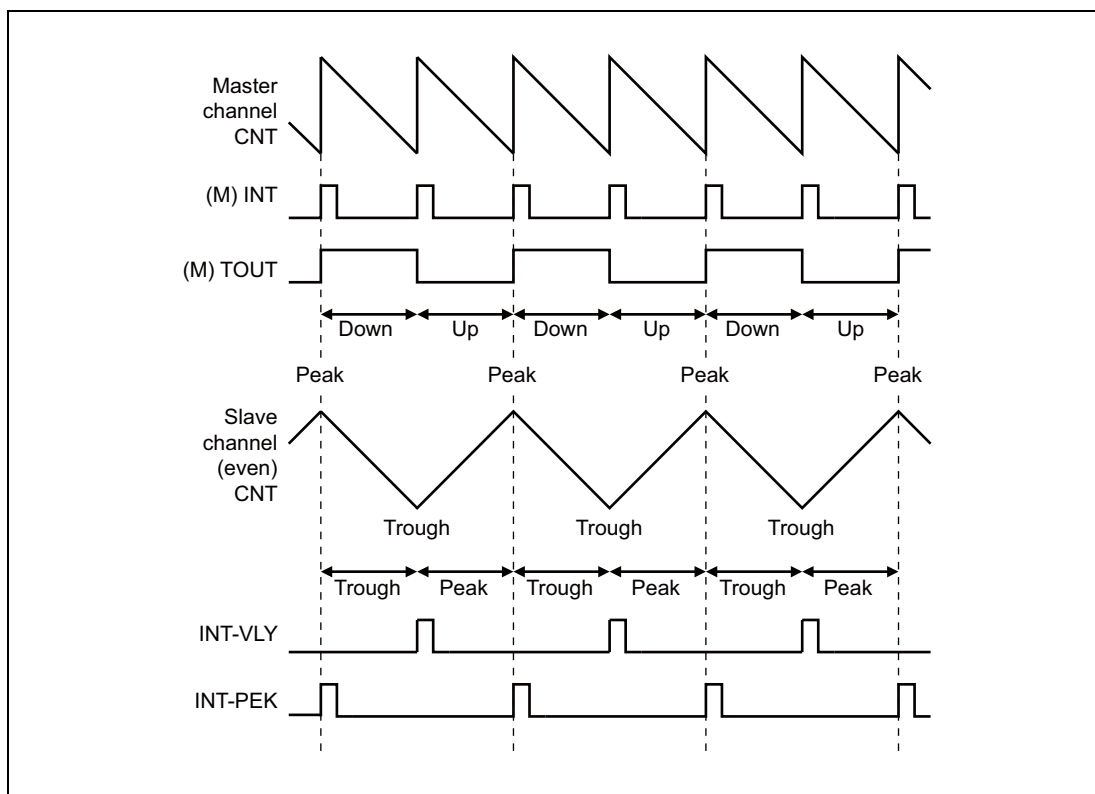 Master
channel
CNT
(M) INT
(M) TOUT
Down Up Down Up Down Up
Peak Peak Peak Peak
Slave
channel
(even)
CNT
Trough Trough Trough
Trough Peak Trough Peak Trough Peak
INT-VLY
INT-PEK